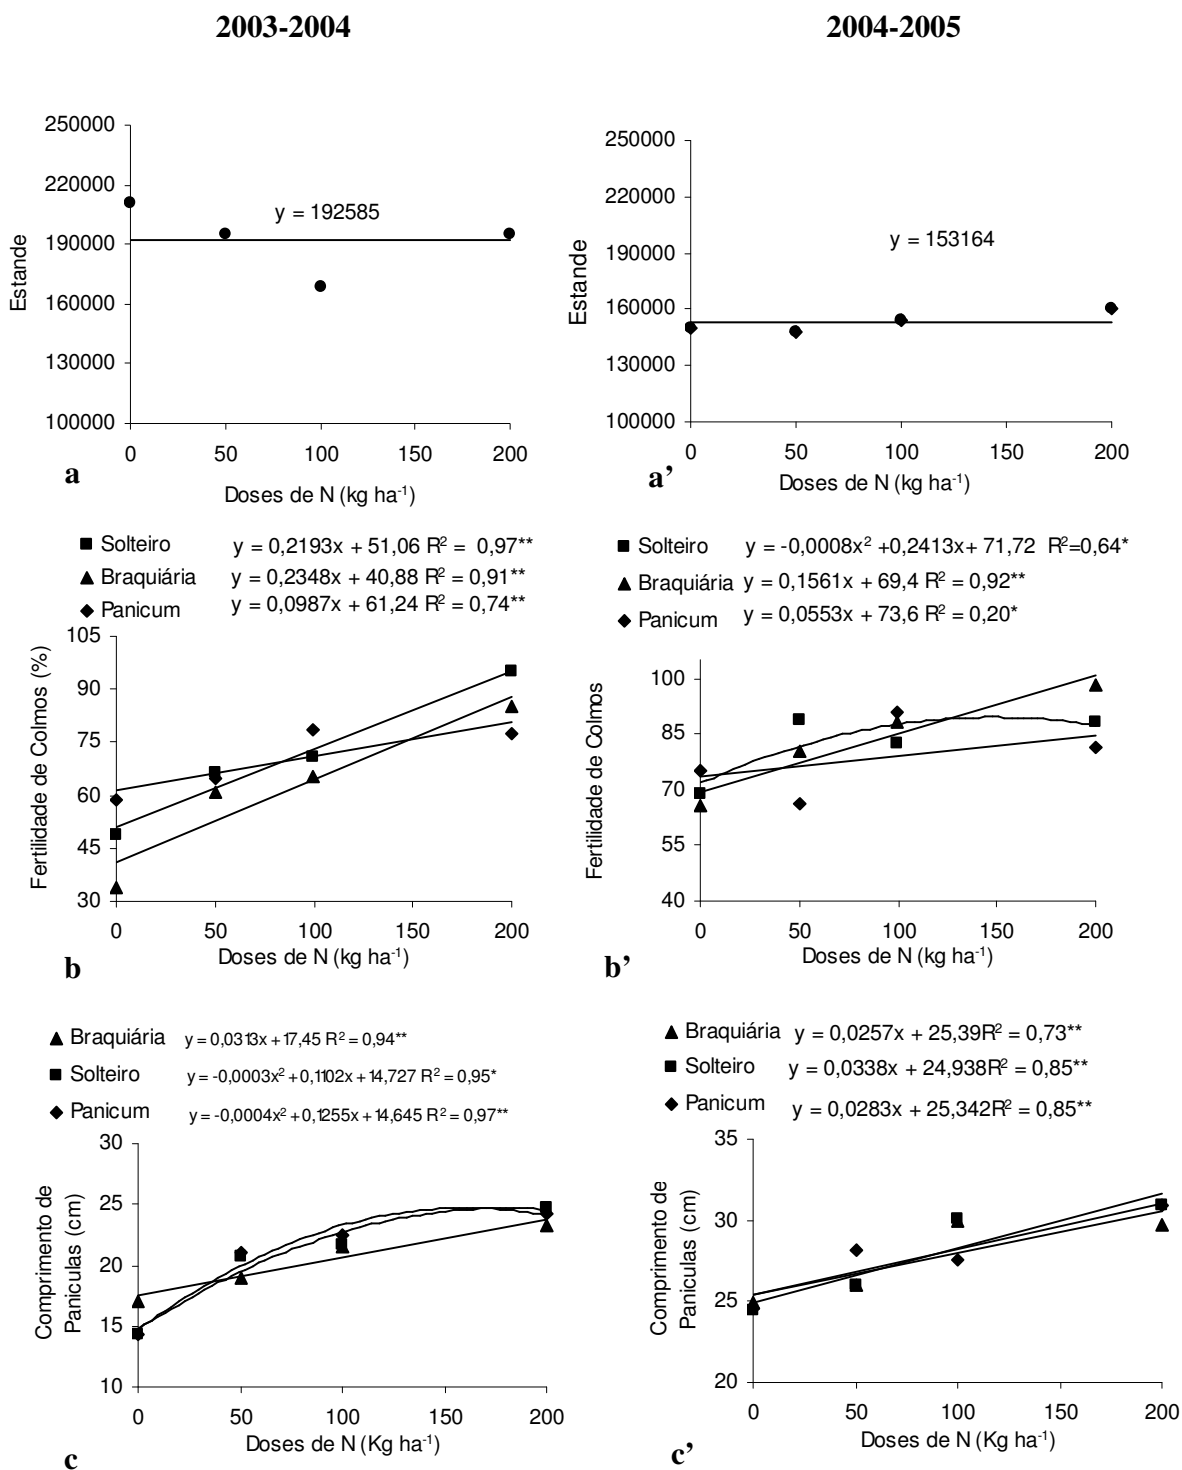 2003-2004
2004-2005
250000
220000
190000
160000
130000
100000
Estande
y = 192585
0 50 100 150 200
Doses de N (kg ha⁻¹)
a
250000
220000
190000
160000
130000
100000
Estande
y = 153164
0 50 100 150 200
Doses de N (kg ha⁻¹)
a’
Solteiro y = 0,2193x + 51,06 R² = 0,97**
Braquiária y = 0,2348x + 40,88 R² = 0,91**
Panicum y = 0,0987x + 61,24 R² = 0,74**
105
90
75
60
45
30
Fertilidade de Colmos (%)
0 50 100 150 200
Doses de N (kg ha⁻¹)
b
Solteiro y = -0,0008x² +0,2413x+ 71,72 R²=0,64*
Braquiária y = 0,1561x + 69,4 R² = 0,92**
Panicum y = 0,0553x + 73,6 R² = 0,20*
100
85
70
55
40
Fertilidade de Colmos
0 50 100 150 200
Doses de N (kg ha⁻¹)
b’
Braquiária y = 0,0313x + 17,45 R² = 0,94**
Solteiro y = -0,0003x² + 0,1102x + 14,727 R² = 0,95*
Panicum y = -0,0004x² + 0,1255x + 14,645 R² = 0,97**
30
25
20
15
10
Comprimento de
Paniculas (cm)
0 50 100 150 200
Doses de N (Kg ha⁻¹)
c
Braquiária y = 0,0257x + 25,39R² = 0,73**
Solteiro y = 0,0338x + 24,938R² = 0,85**
Panicum y = 0,0283x + 25,342R² = 0,85**
35
30
25
20
Comprimento de
Paniculas (cm)
0 50 100 150 200
Doses de N (Kg ha⁻¹)
c’